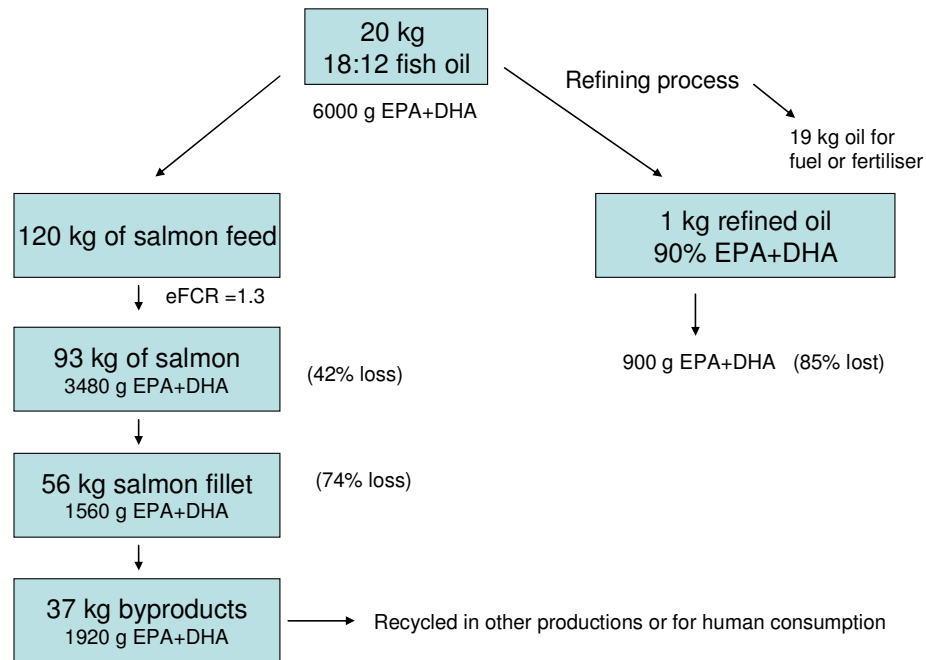 20 kg
18:12 fish oil
6000 g EPA+DHA
Refining process
19 kg oil for
fuel or fertiliser
120 kg of salmon feed
1 kg refined oil
90% EPA+DHA
eFCR =1.3
93 kg of salmon
3480 g EPA+DHA
(42% loss)
900 g EPA+DHA (85% lost)
56 kg salmon fillet
1560 g EPA+DHA
(74% loss)
37 kg byproducts
1920 g EPA+DHA
Recycled in other productions or for human consumption